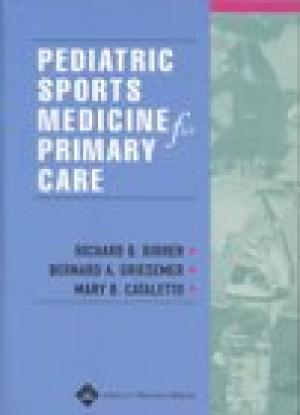 PEDIATRIC
SPORTS
MEDICINE for
PRIMARY
CARE
RICHARD B. BIRRER
BERNARD A. GRIESEMER
MARY B. CATALETTO